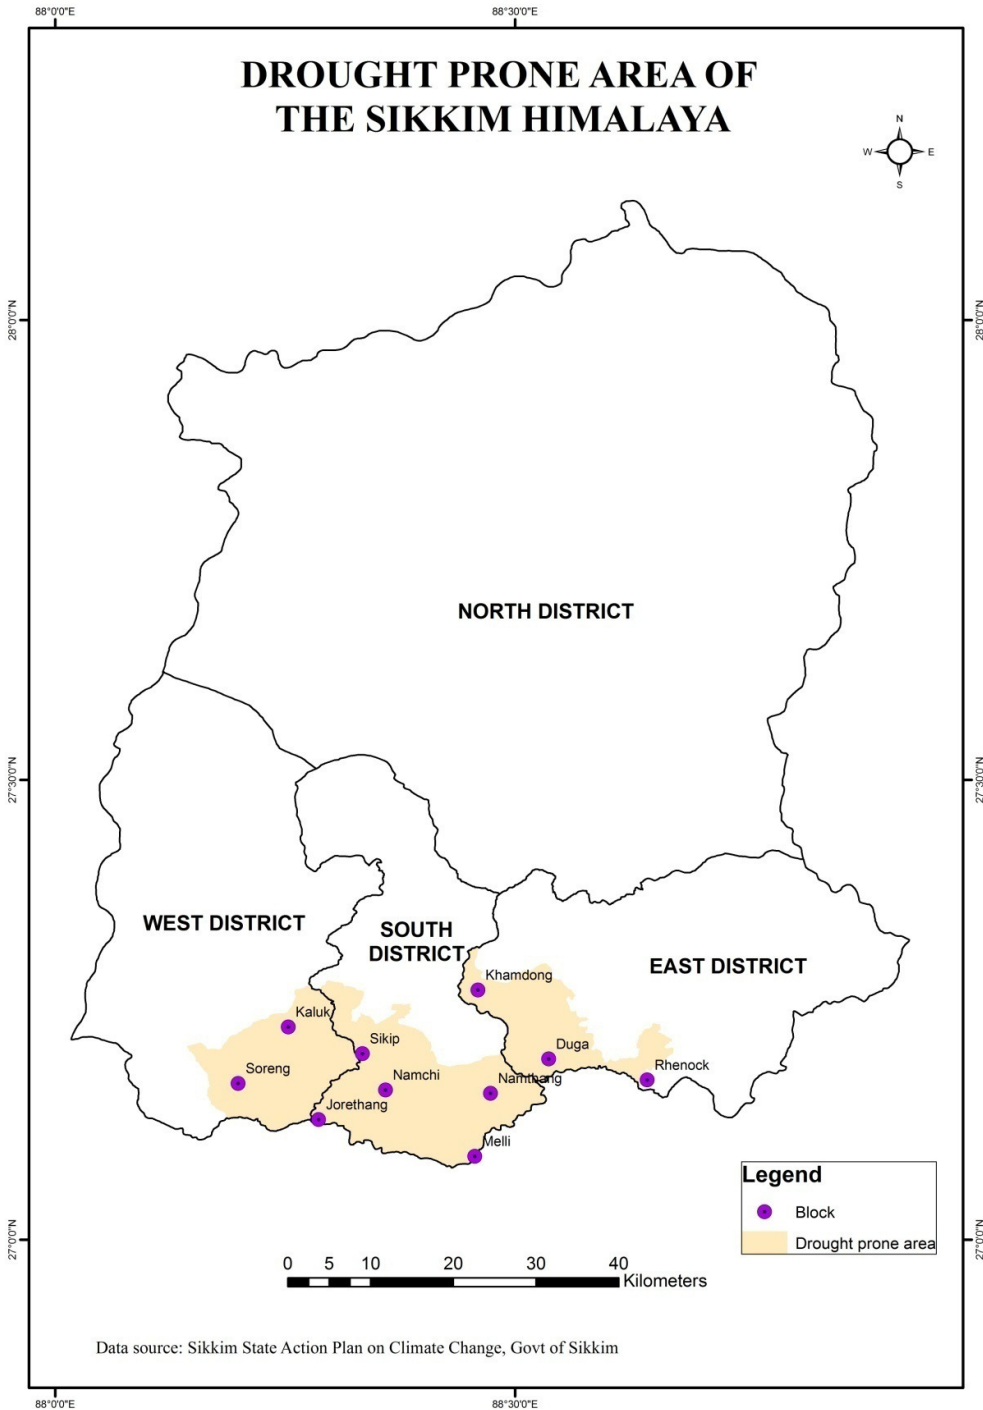 88°0'0"E
88°30'0"E
DROUGHT PRONE AREA OF
THE SIKKIM HIMALAYA
N
W
E
S
28°0'0"N
28°0'0"N
NORTH DISTRICT
27°30'0"N
27°30'0"N
WEST DISTRICT
SOUTH
DISTRICT
EAST DISTRICT
Khamdong
Kaluk
Sikip
Duga
Soreng
Namchi
Namthang
Rhenock
Jorethang
Melli
Legend
Block
Drought prone area
27°0'0"N
27°0'0"N
0 5 10 20 30 40
Kilometers
Data source: Sikkim State Action Plan on Climate Change, Govt of Sikkim
88°0'0"E
88°30'0"E